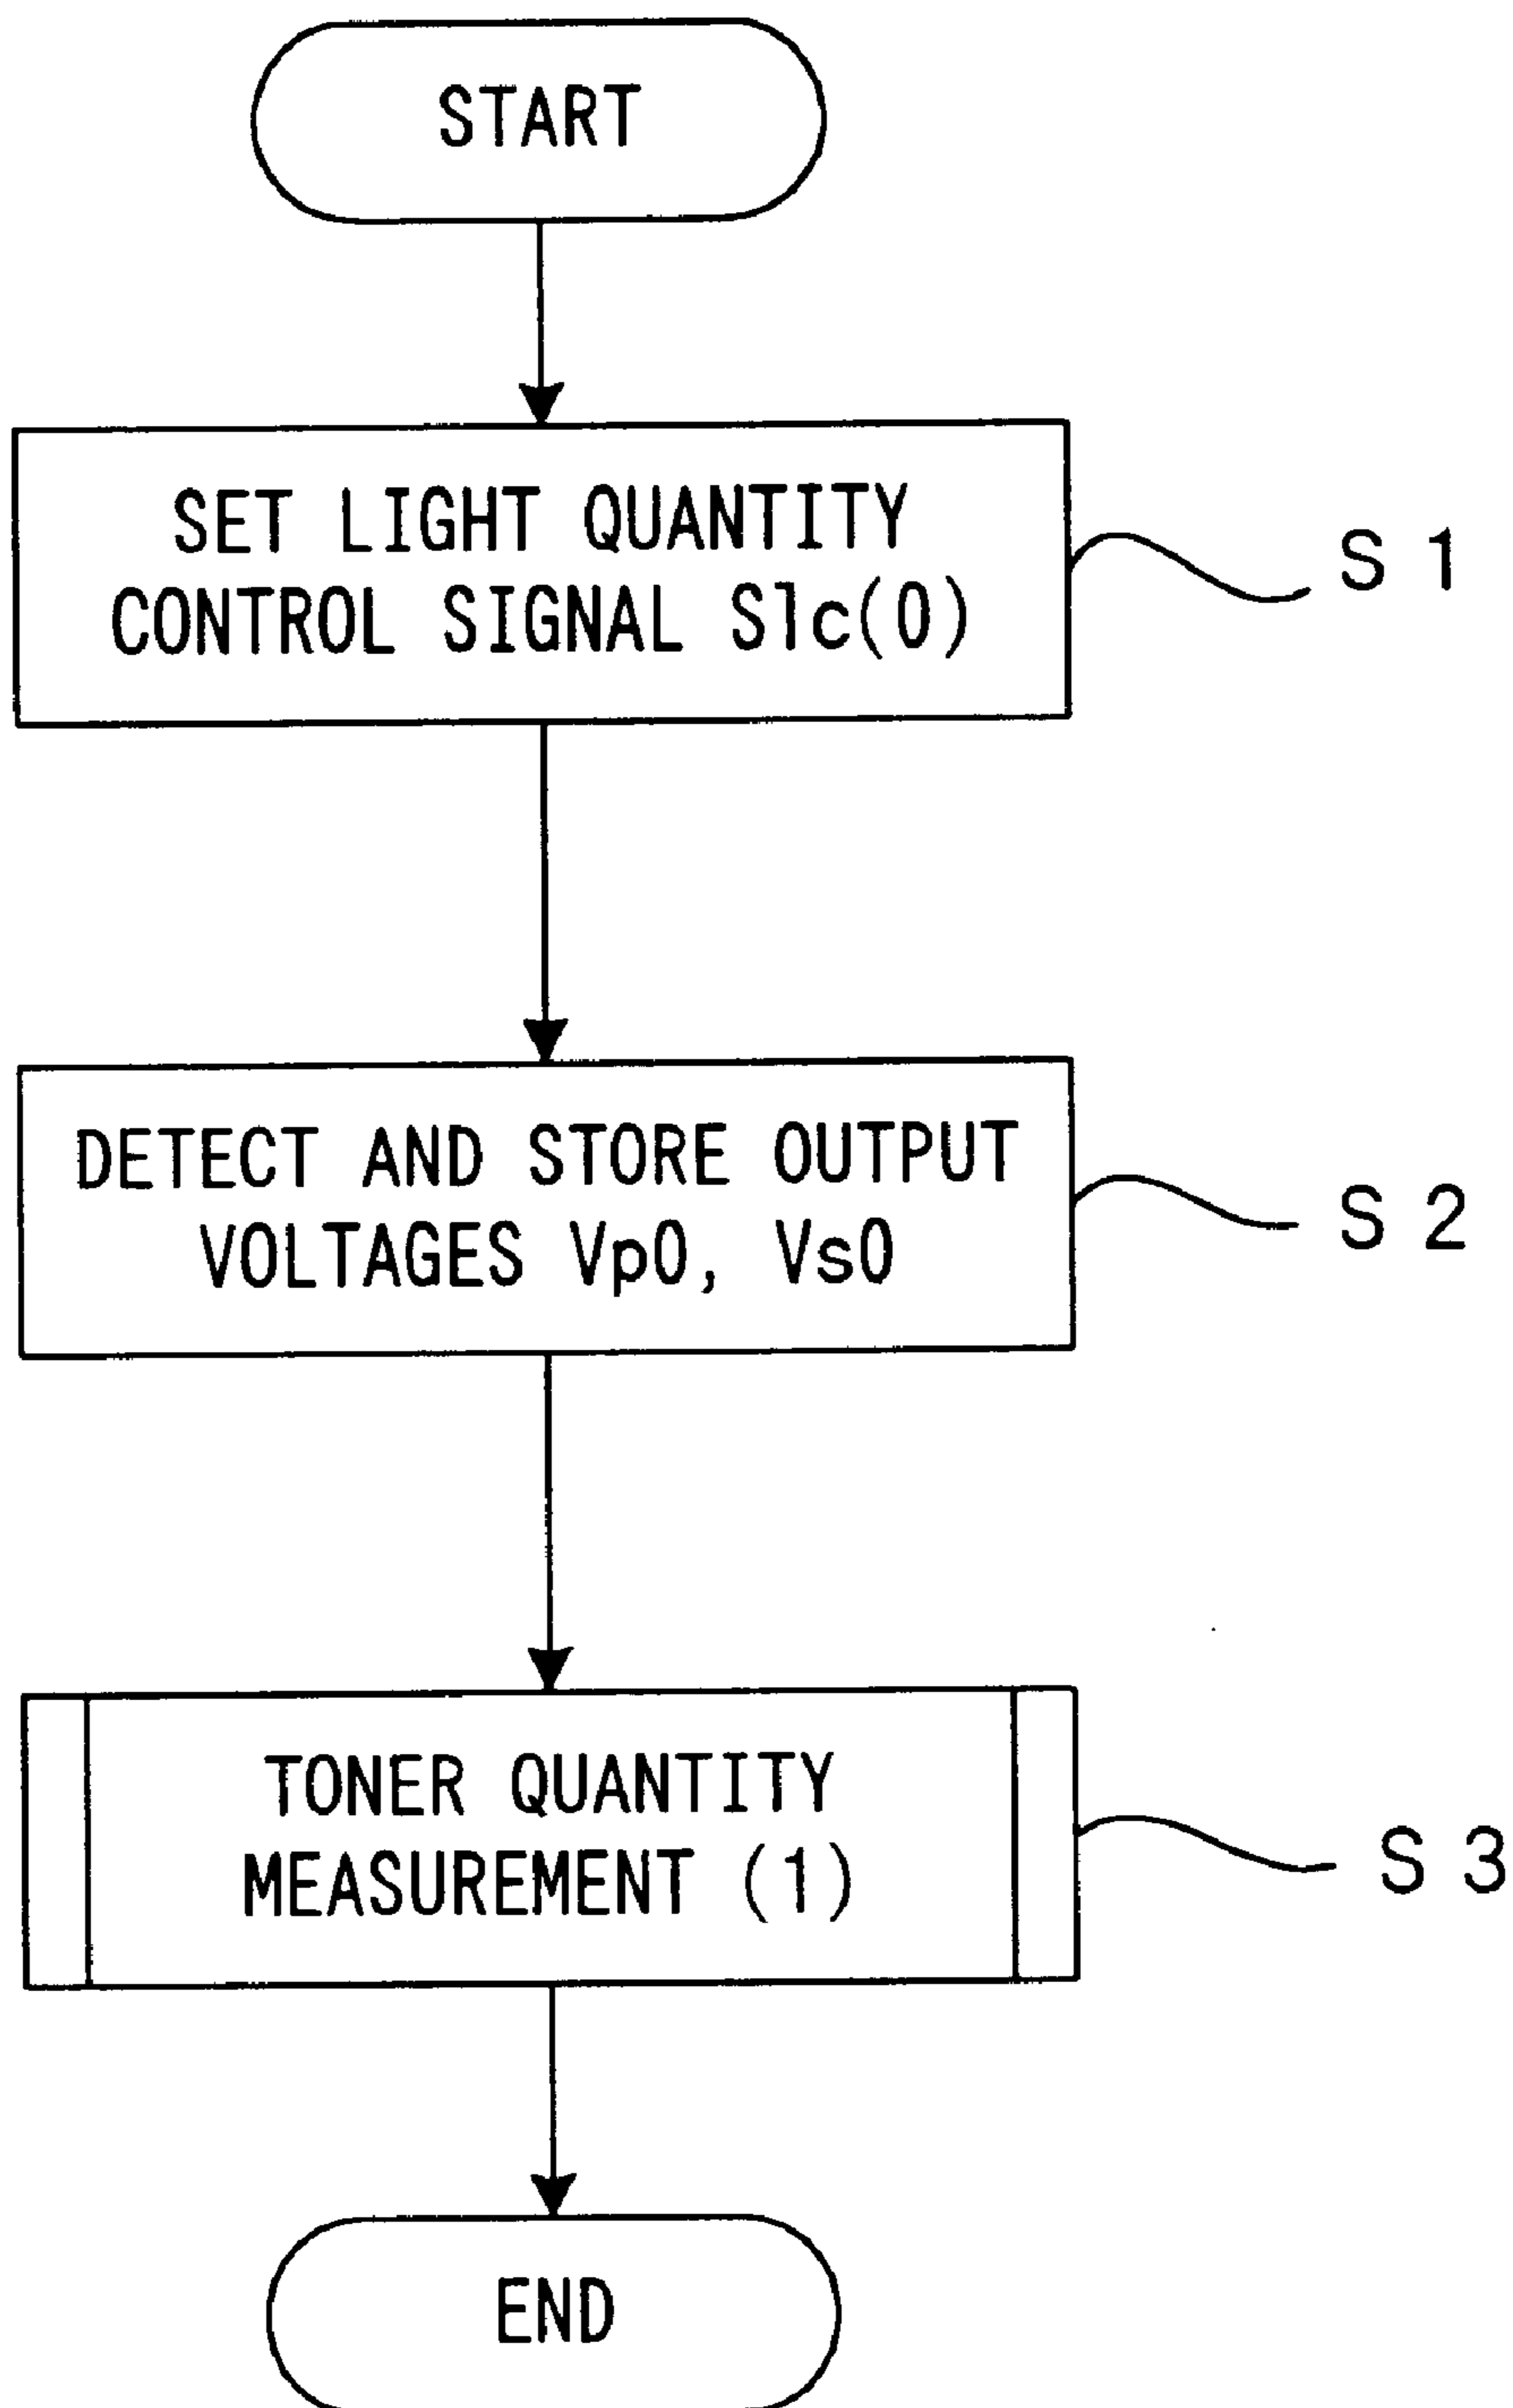 START
SET LIGHT QUANTITY
CONTROL SIGNAL Slc(0)
S 1
DETECT AND STORE OUTPUT
VOLTAGES Vp0, Vs0
S 2
TONER QUANTITY
MEASUREMENT (1)
S 3
END